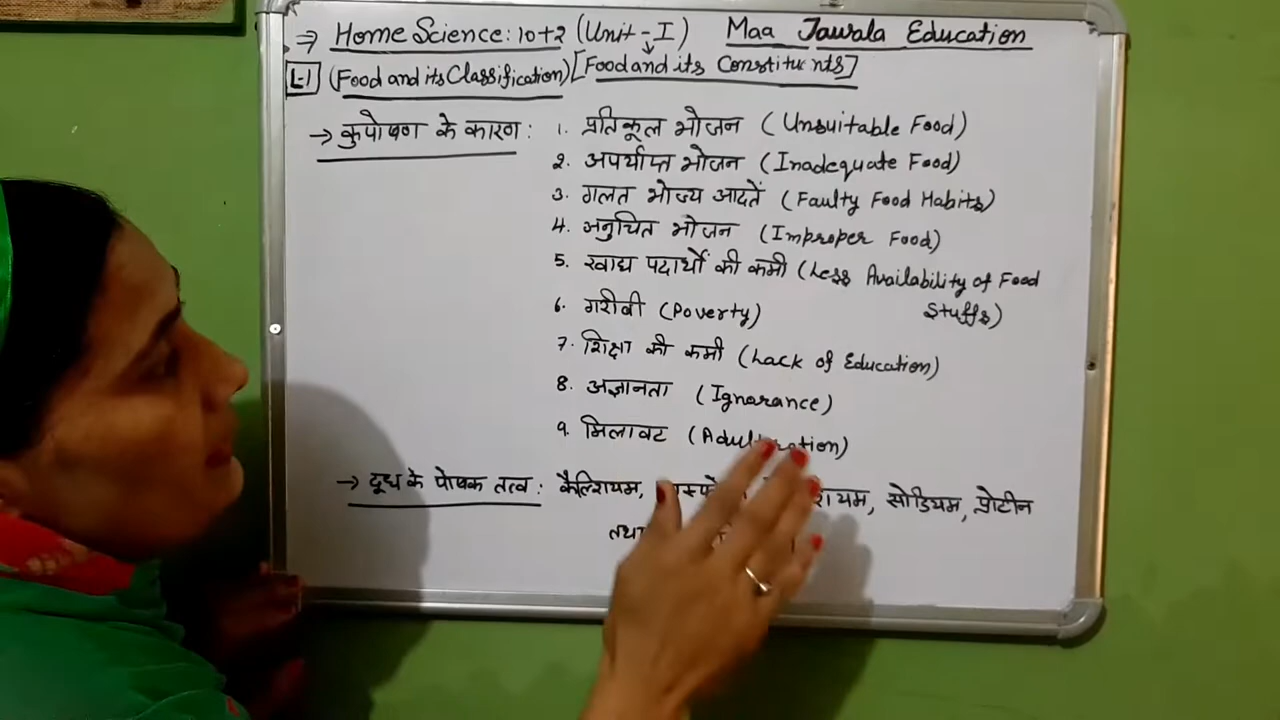 → Home Science: 10+2 (Unit-I) Maa Jawala Education
L-1 (Food and its Classification) [Food and its Constituents]
→ कुपोषण के कारण : 1. प्रतिकूल भोजन (Unsuitable Food)
2. अपर्याप्त भोजन (Inadequate Food)
3. गलत भोज्य आदतें (Faulty Food Habits)
4. अनुचित भोजन (Improper Food)
5. खाद्य पदार्थों की कमी (Less Availability of Food
Stuffs)
6. गरीबी (Poverty)
7. शिक्षा की कमी (Lack of Education)
8. अज्ञानता (Ignorance)
9. मिलावट (Adulteration)
→ दूध के पोषक तत्व : कैल्शियम, सोडियम, प्रोटीन
तथा